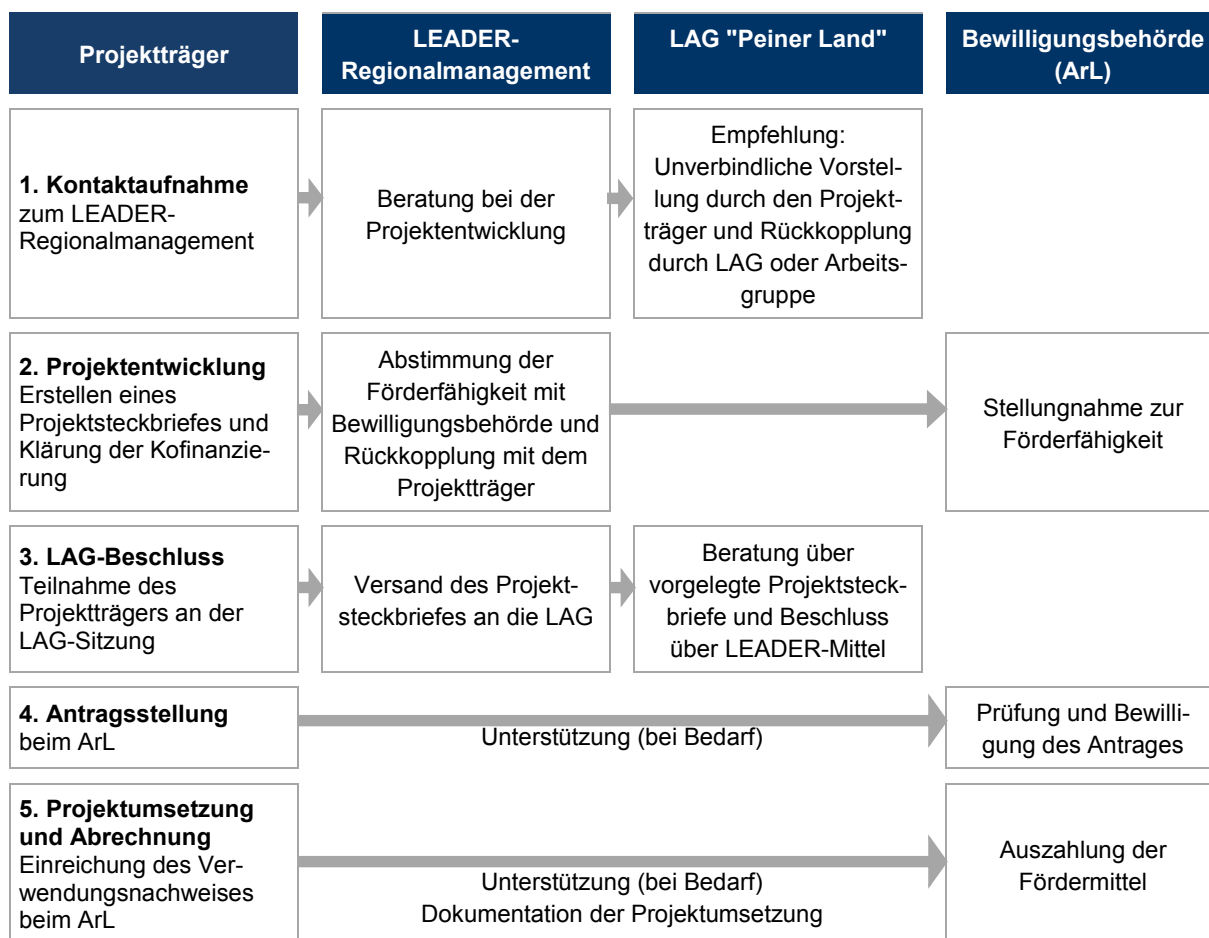 Projektträger
LEADER-
Regionalmanagement
LAG "Peiner Land"
Bewilligungsbehörde
(ArL)
1. Kontaktaufnahme
zum LEADER-
Regionalmanagement
Beratung bei der
Projektentwicklung
Empfehlung:
Unverbindliche Vorstel-
lung durch den Projekt-
träger und Rückkopplung
durch LAG oder Arbeits-
gruppe
2. Projektentwicklung
Erstellen eines
Projektsteckbriefes und
Klärung der Kofinanzie-
rung
Abstimmung der
Förderfähigkeit mit
Bewilligungsbehörde und
Rückkopplung mit dem
Projektträger
Stellungnahme zur
Förderfähigkeit
3. LAG-Beschluss
Teilnahme des
Projektträgers an der
LAG-Sitzung
Versand des Projekt-
steckbriefes an die LAG
Beratung über
vorgelegte Projektsteck-
briefe und Beschluss
über LEADER-Mittel
4. Antragsstellung
beim ArL
Unterstützung (bei Bedarf)
Prüfung und Bewilli-
gung des Antrages
5. Projektumsetzung
und Abrechnung
Einreichung des Ver-
wendungsnachweises
beim ArL
Unterstützung (bei Bedarf)
Dokumentation der Projektumsetzung
Auszahlung der
Fördermittel